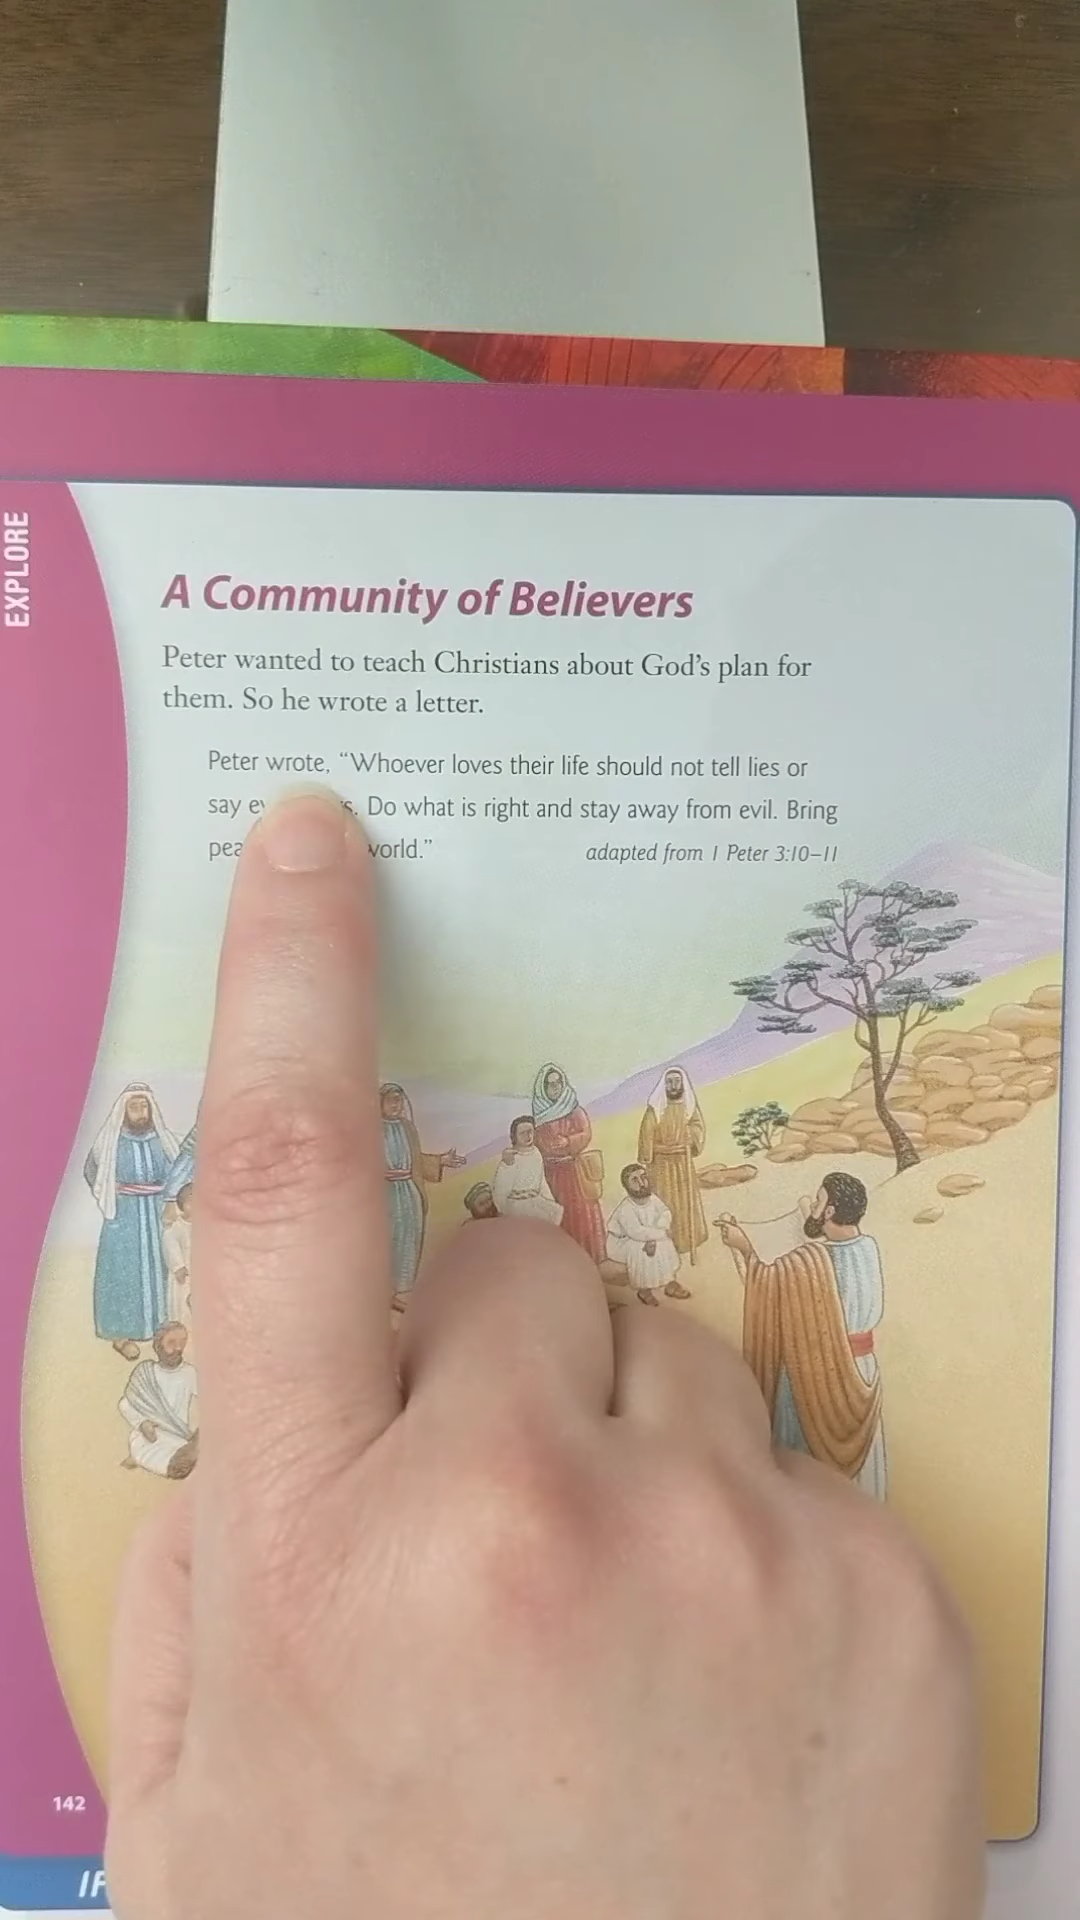 EXPLORE
A Community of Believers
Peter wanted to teach Christians about God's plan for
them. So he wrote a letter.
Peter wrote, “Whoever loves their life should not tell lies or
say Do what is right and stay away from evil. Bring
world.”
adapted from 1 Peter 3:10–11
142